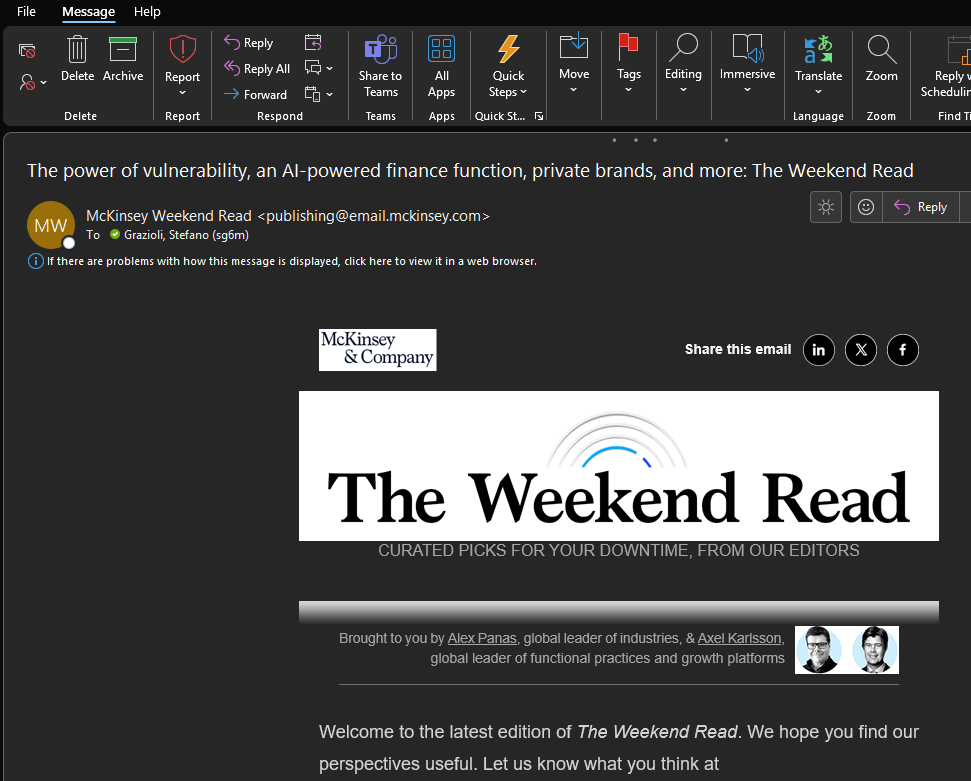 File Message Help
Delete Archive
Delete
Report
Report
Reply
Reply All
Forward
Respond
Share to
Teams
Teams
All
Apps
Apps
Quick
Steps
Quick St...
Move
Tags
Editing
Immersive
Translate
Language
Zoom
Zoom
Reply w
Schedulin
Find Ti
The power of vulnerability, an AI-powered finance function, private brands, and more: The Weekend Read
MW
McKinsey Weekend Read <publishing@email.mckinsey.com>
To Grazioli, Stefano (sg6m)
Reply
If there are problems with how this message is displayed, click here to view it in a web browser.
McKinsey
& Company
Share this email in X f
The Weekend Read
CURATED PICKS FOR YOUR DOWNTIME, FROM OUR EDITORS
Brought to you by Alex Panas, global leader of industries, & Axel Karlsson,
global leader of functional practices and growth platforms
Welcome to the latest edition of The Weekend Read. We hope you find our
perspectives useful. Let us know what you think at